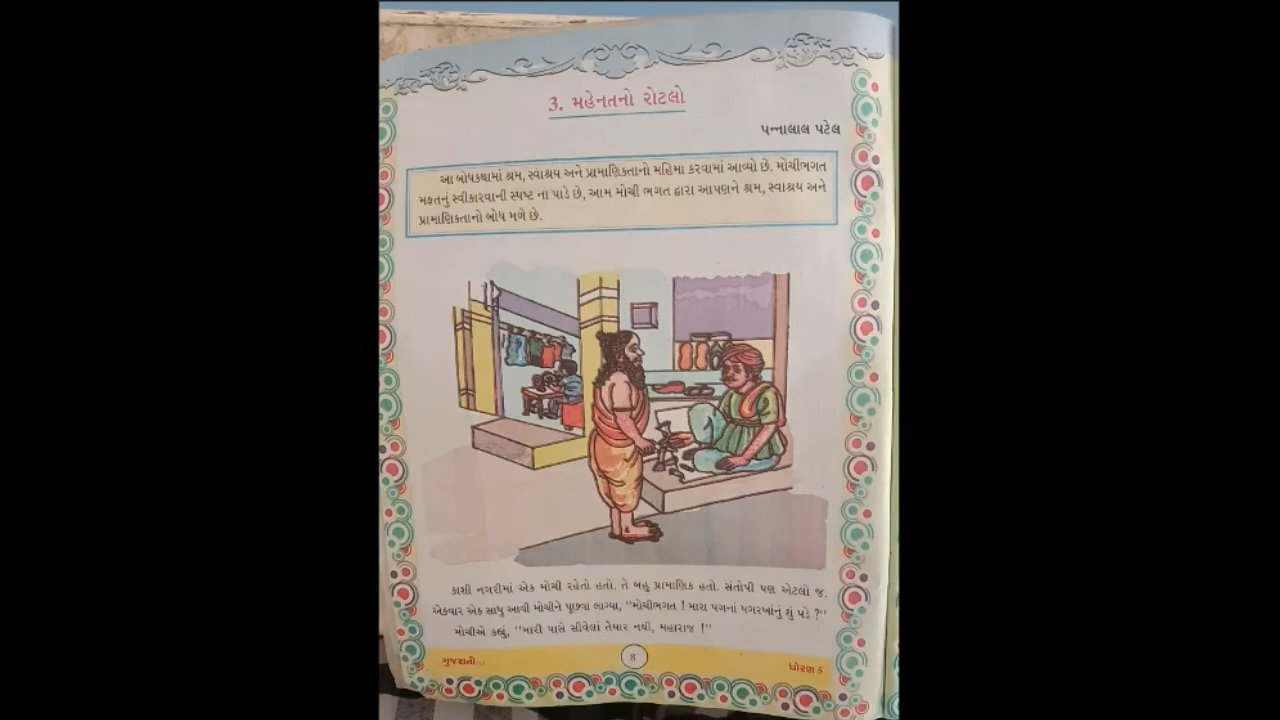 3. મહેનતનો રોટલો
પન્નાલાલ પટેલ
આ બોધકથામાં શ્રમ, સ્વાશ્રય અને પ્રામાણિકતાનો મહિમા કરવામાં આવ્યો છે. મોચીભગત
મફતનું સ્વીકારવાની સ્પષ્ટ ના પાડે છે, આમ મોચી ભગત દ્વારા આપણને શ્રમ, સ્વાશ્રય અને
પ્રામાણિકતાનો બોધ મળે છે.
કાશી નગરીમાં એક મોચી રહેતો હતો. તે બહુ પ્રામાણિક હતો. સંતોષી પણ એટલો જ.
એકવાર એક સાધુ આવી મોચીને પૂછવા લાગ્યા, "મોચીભગત ! મારા પગનાં પગરખાંનું શું પડે ?"
મોચીએ કહ્યું, "મારી પાસે સીવેલાં તૈયાર નથી, મહારાજ !"
ગુજરાતી
8
ધોરણ 5